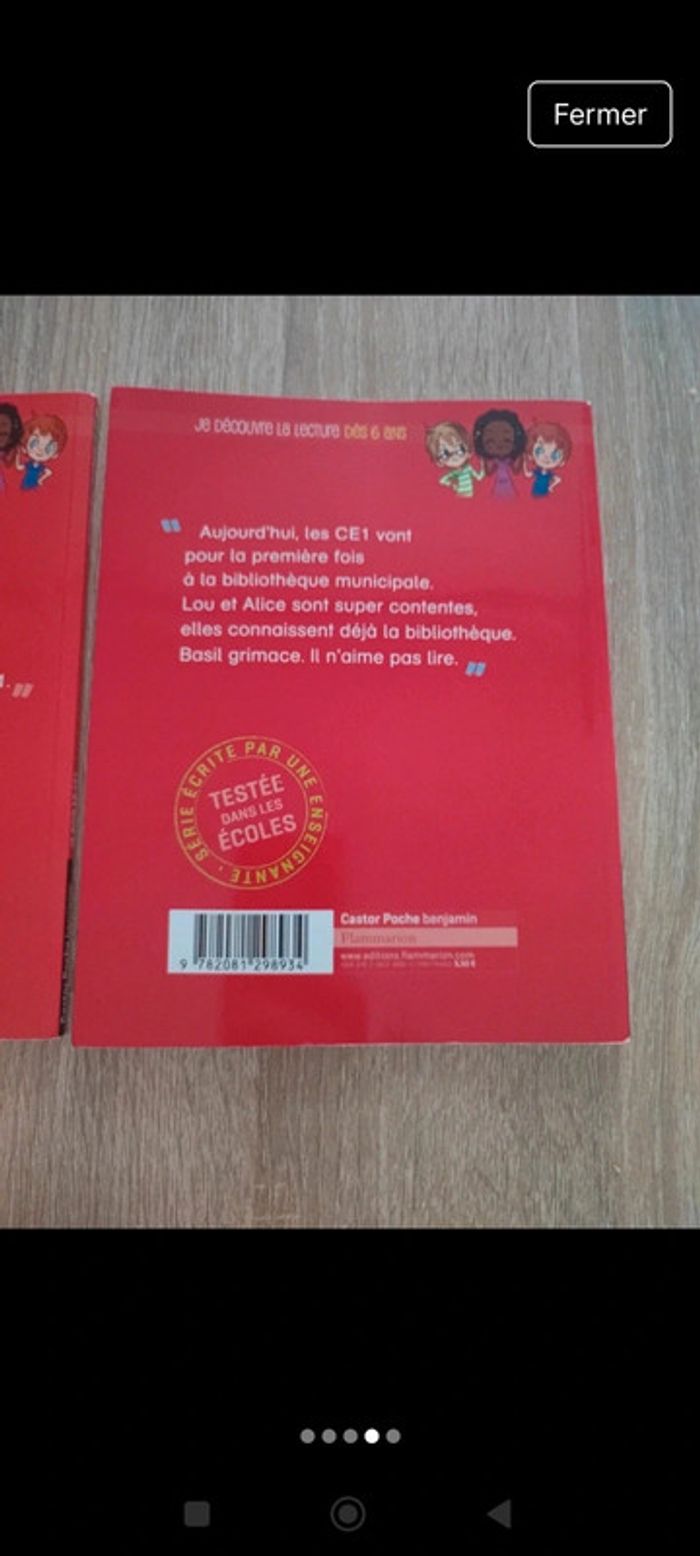 Fermer
Je découvre la lecture dès 6 ans
" Aujourd'hui, les CE1 vont
pour la première fois
à la bibliothèque municipale.
Lou et Alice sont super contentes,
elles connaissent déjà la bibliothèque.
Basil grimace. Il n'aime pas lire. "
SÉRIE ÉCRITE PAR UNE ENSEIGNANTE •
TESTÉE
DANS LES
ÉCOLES
Castor Poche benjamin
Flammarion
www.editions.flammarion.com
9 782081 298934